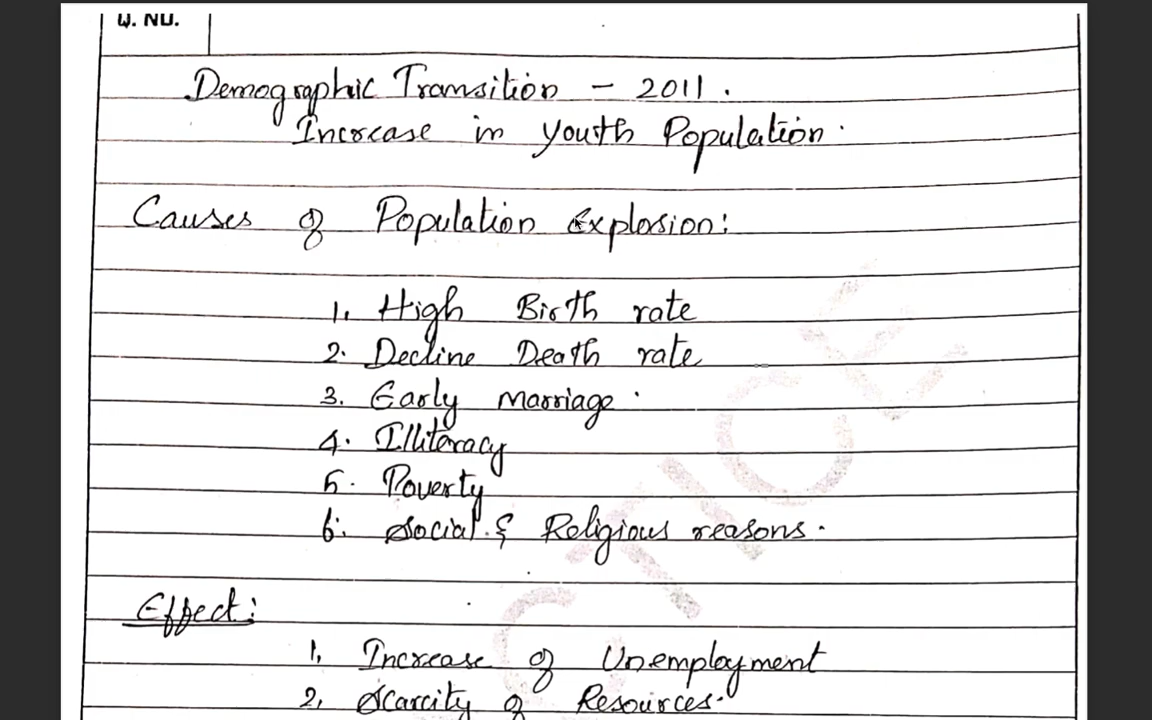 Q. NO.
Demographic Transition - 2011.
Increase in youth Population.
Causes of Population Explosion:
1. High Birth rate
2. Decline Death rate
3. Early marriage.
4. Illiteracy
5. Poverty
6. Social & Religious reasons.
Effect:
1. Increase of Unemployment
2. Scarcity of Resources.